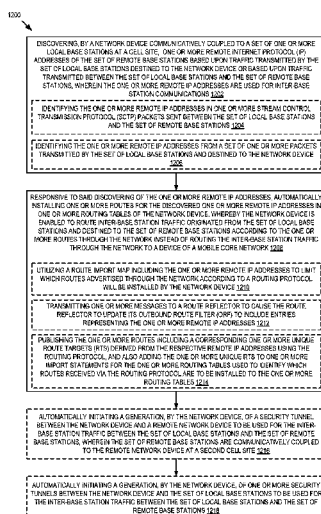 1200
DISCOVERING, BY A NETWORK DEVICE COMMUNICATIVELY COUPLED TO A SET OF ONE OR MORE
LOCAL BASE STATIONS AT A CELL SITE, ONE OR MORE REMOTE INTERNET PROTOCOL (IP)
ADDRESSES OF THE SET OF REMOTE BASE STATIONS BASED UPON TRAFFIC TRANSMITTED BY THE
SET OF LOCAL BASE STATIONS DESTINED TO THE NETWORK DEVICE OR BASED UPON TRAFFIC
TRANSMITTED BETWEEN THE SET OF LOCAL BASE STATIONS AND THE SET OF REMOTE BASE
STATIONS, WHEREIN THE ONE OR MORE REMOTE IP ADDRESSES ARE USED FOR INTER-BASE
STATION COMMUNICATIONS 1202
IDENTIFYING THE ONE OR MORE REMOTE IP ADDRESSES IN ONE OR MORE STREAM CONTROL
TRANSMISSION PROTOCOL (SCTP) PACKETS SENT BETWEEN THE SET OF LOCAL BASE STATIONS
AND THE SET OF REMOTE BASE STATIONS 1204
IDENTIFYING THE ONE OR MORE REMOTE IP ADDRESSES FROM A SET OF ONE OR MORE PACKETS
TRANSMITTED BY THE SET OF LOCAL BASE STATIONS AND DESTINED TO THE NETWORK DEVICE
1206
RESPONSIVE TO SAID DISCOVERING OF THE ONE OR MORE REMOTE IP ADDRESSES, AUTOMATICALLY
INSTALLING ONE OR MORE ROUTES FOR THE DISCOVERED ONE OR MORE REMOTE IP ADDRESSES IN
ONE OR MORE ROUTING TABLES OF THE NETWORK DEVICE, WHEREBY THE NETWORK DEVICE IS
ENABLED TO ROUTE INTER-BASE STATION TRAFFIC ORIGINATED FROM THE SET OF LOCAL BASE
STATIONS AND DESTINED TO THE SET OF REMOTE BASE STATIONS ACCORDING TO THE ONE OR
MORE ROUTES THROUGH THE NETWORK INSTEAD OF ROUTING THE INTER-BASE STATION TRAFFIC
THROUGH THE NETWORK TO A DEVICE OF A MOBILE CORE NETWORK 1208
UTILIZING A ROUTE IMPORT MAP INCLUDING THE ONE OR MORE REMOTE IP ADDRESSES TO LIMIT
WHICH ROUTES ADVERTISED THROUGH THE NETWORK ACCORDING TO A ROUTING PROTOCOL
WILL BE INSTALLED BY THE NETWORK DEVICE 1210
TRANSMITTING ONE OR MORE MESSAGES TO A ROUTE REFLECTOR TO CAUSE THE ROUTE
REFLECTOR TO UPDATE ITS OUTBOUND ROUTE FILTER (ORF) TO INCLUDE ENTRIES
REPRESENTING THE ONE OR MORE REMOTE IP ADDRESSES 1212
PUBLISHING THE ONE OR MORE ROUTES INCLUDING A CORRESPONDING ONE OR MORE UNIQUE
ROUTE TARGETS (RTS) DERIVED FROM THE RESPECTIVE REMOTE IP ADDRESSES USING THE
ROUTING PROTOCOL, AND ALSO ADDING THE ONE OR MORE UNIQUE RTS TO ONE OR MORE
IMPORT STATEMENTS FOR THE ONE OR MORE ROUTING TABLES USED TO IDENTIFY WHICH
ROUTES RECEIVED VIA THE ROUTING PROTOCOL ARE TO BE INSTALLED TO THE ONE OR MORE
ROUTING TABLES 1214
AUTOMATICALLY INITIATING A GENERATION, BY THE NETWORK DEVICE, OF A SECURITY TUNNEL
BETWEEN THE NETWORK DEVICE AND A REMOTE NETWORK DEVICE TO BE USED FOR THE INTER-
BASE STATION TRAFFIC BETWEEN THE SET OF LOCAL BASE STATIONS AND THE SET OF REMOTE
BASE STATIONS, WHEREIN THE SET OF REMOTE BASE STATIONS ARE COMMUNICATIVELY COUPLED
TO THE REMOTE NETWORK DEVICE AT A SECOND CELL SITE 1216
AUTOMATICALLY INITIATING A GENERATION, BY THE NETWORK DEVICE, OF ONE OR MORE SECURITY
TUNNELS BETWEEN THE NETWORK DEVICE AND THE SET OF LOCAL BASE STATIONS TO BE USED FOR
THE INTER-BASE STATION TRAFFIC BETWEEN THE SET OF LOCAL BASE STATIONS AND THE SET OF
REMOTE BASE STATIONS 1218